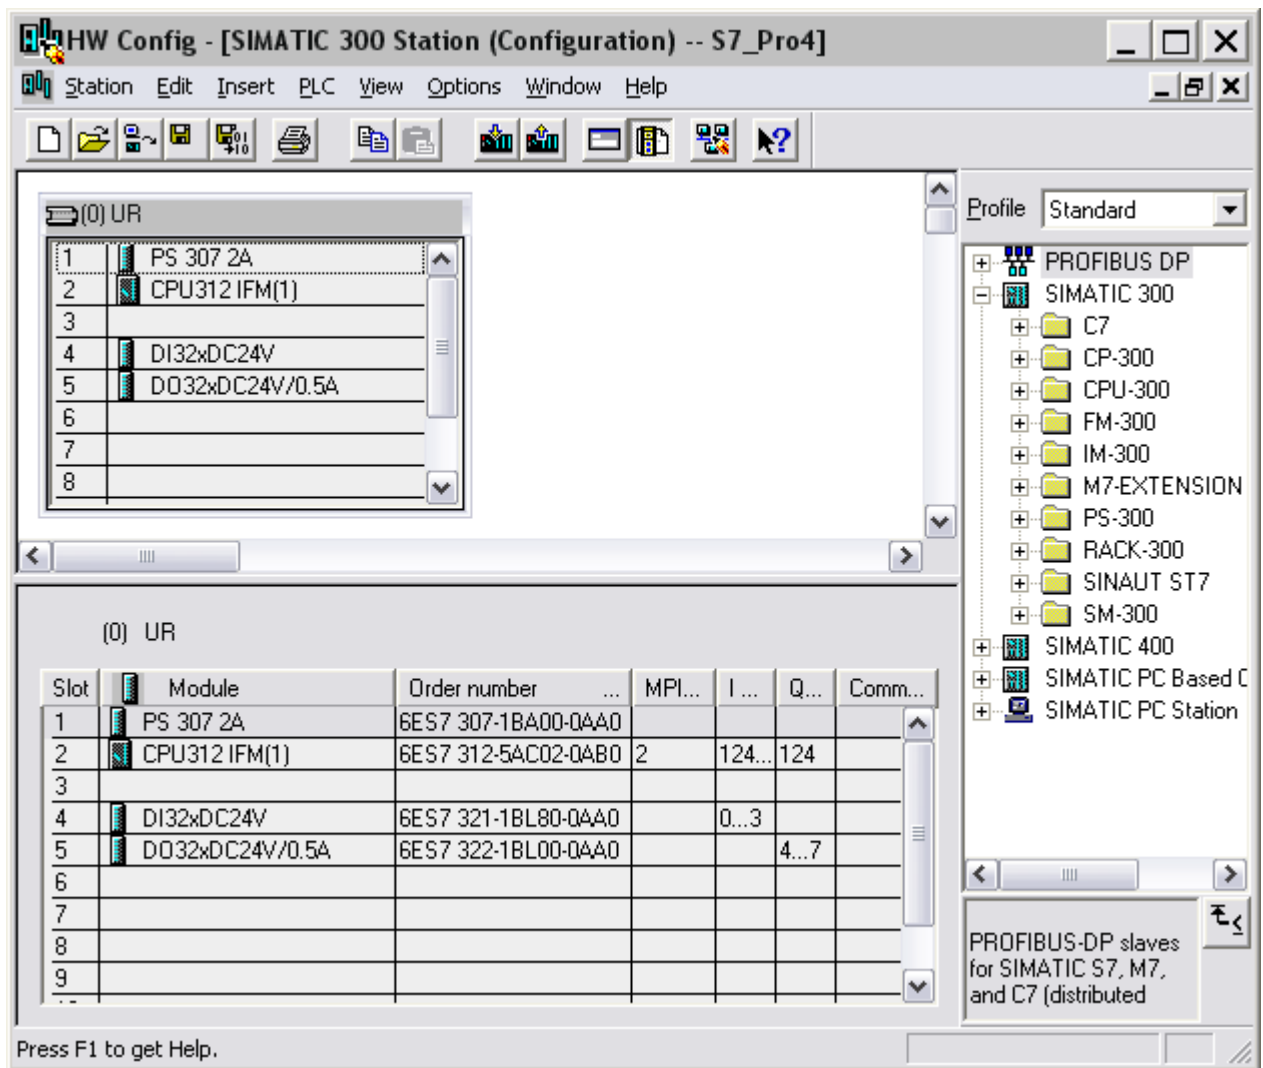 HW Config - [SIMATIC 300 Station (Configuration) -- S7_Pro4]
Station Edit Insert PLC View Options Window Help
(0) UR
1 PS 307 2A
2 CPU312 IFM(1)
3
4 DI32xDC24V
5 DO32xDC24V/0.5A
6
7
8
Profile Standard
PROFIBUS DP
SIMATIC 300
C7
CP-300
CPU-300
FM-300
IM-300
M7-EXTENSION
PS-300
RACK-300
SINAUT ST7
SM-300
SIMATIC 400
SIMATIC PC Based C
SIMATIC PC Station
(0) UR
Slot Module Order number ... MPI... I ... Q... Comm...
1 PS 307 2A 6ES7 307-1BA00-0AA0
2 CPU312 IFM(1) 6ES7 312-5AC02-0AB0 2 124... 124
3
4 DI32xDC24V 6ES7 321-1BL80-0AA0 0...3
5 DO32xDC24V/0.5A 6ES7 322-1BL00-0AA0 4...7
6
7
8
9
PROFIBUS-DP slaves
for SIMATIC S7, M7,
and C7 (distributed
Press F1 to get Help.